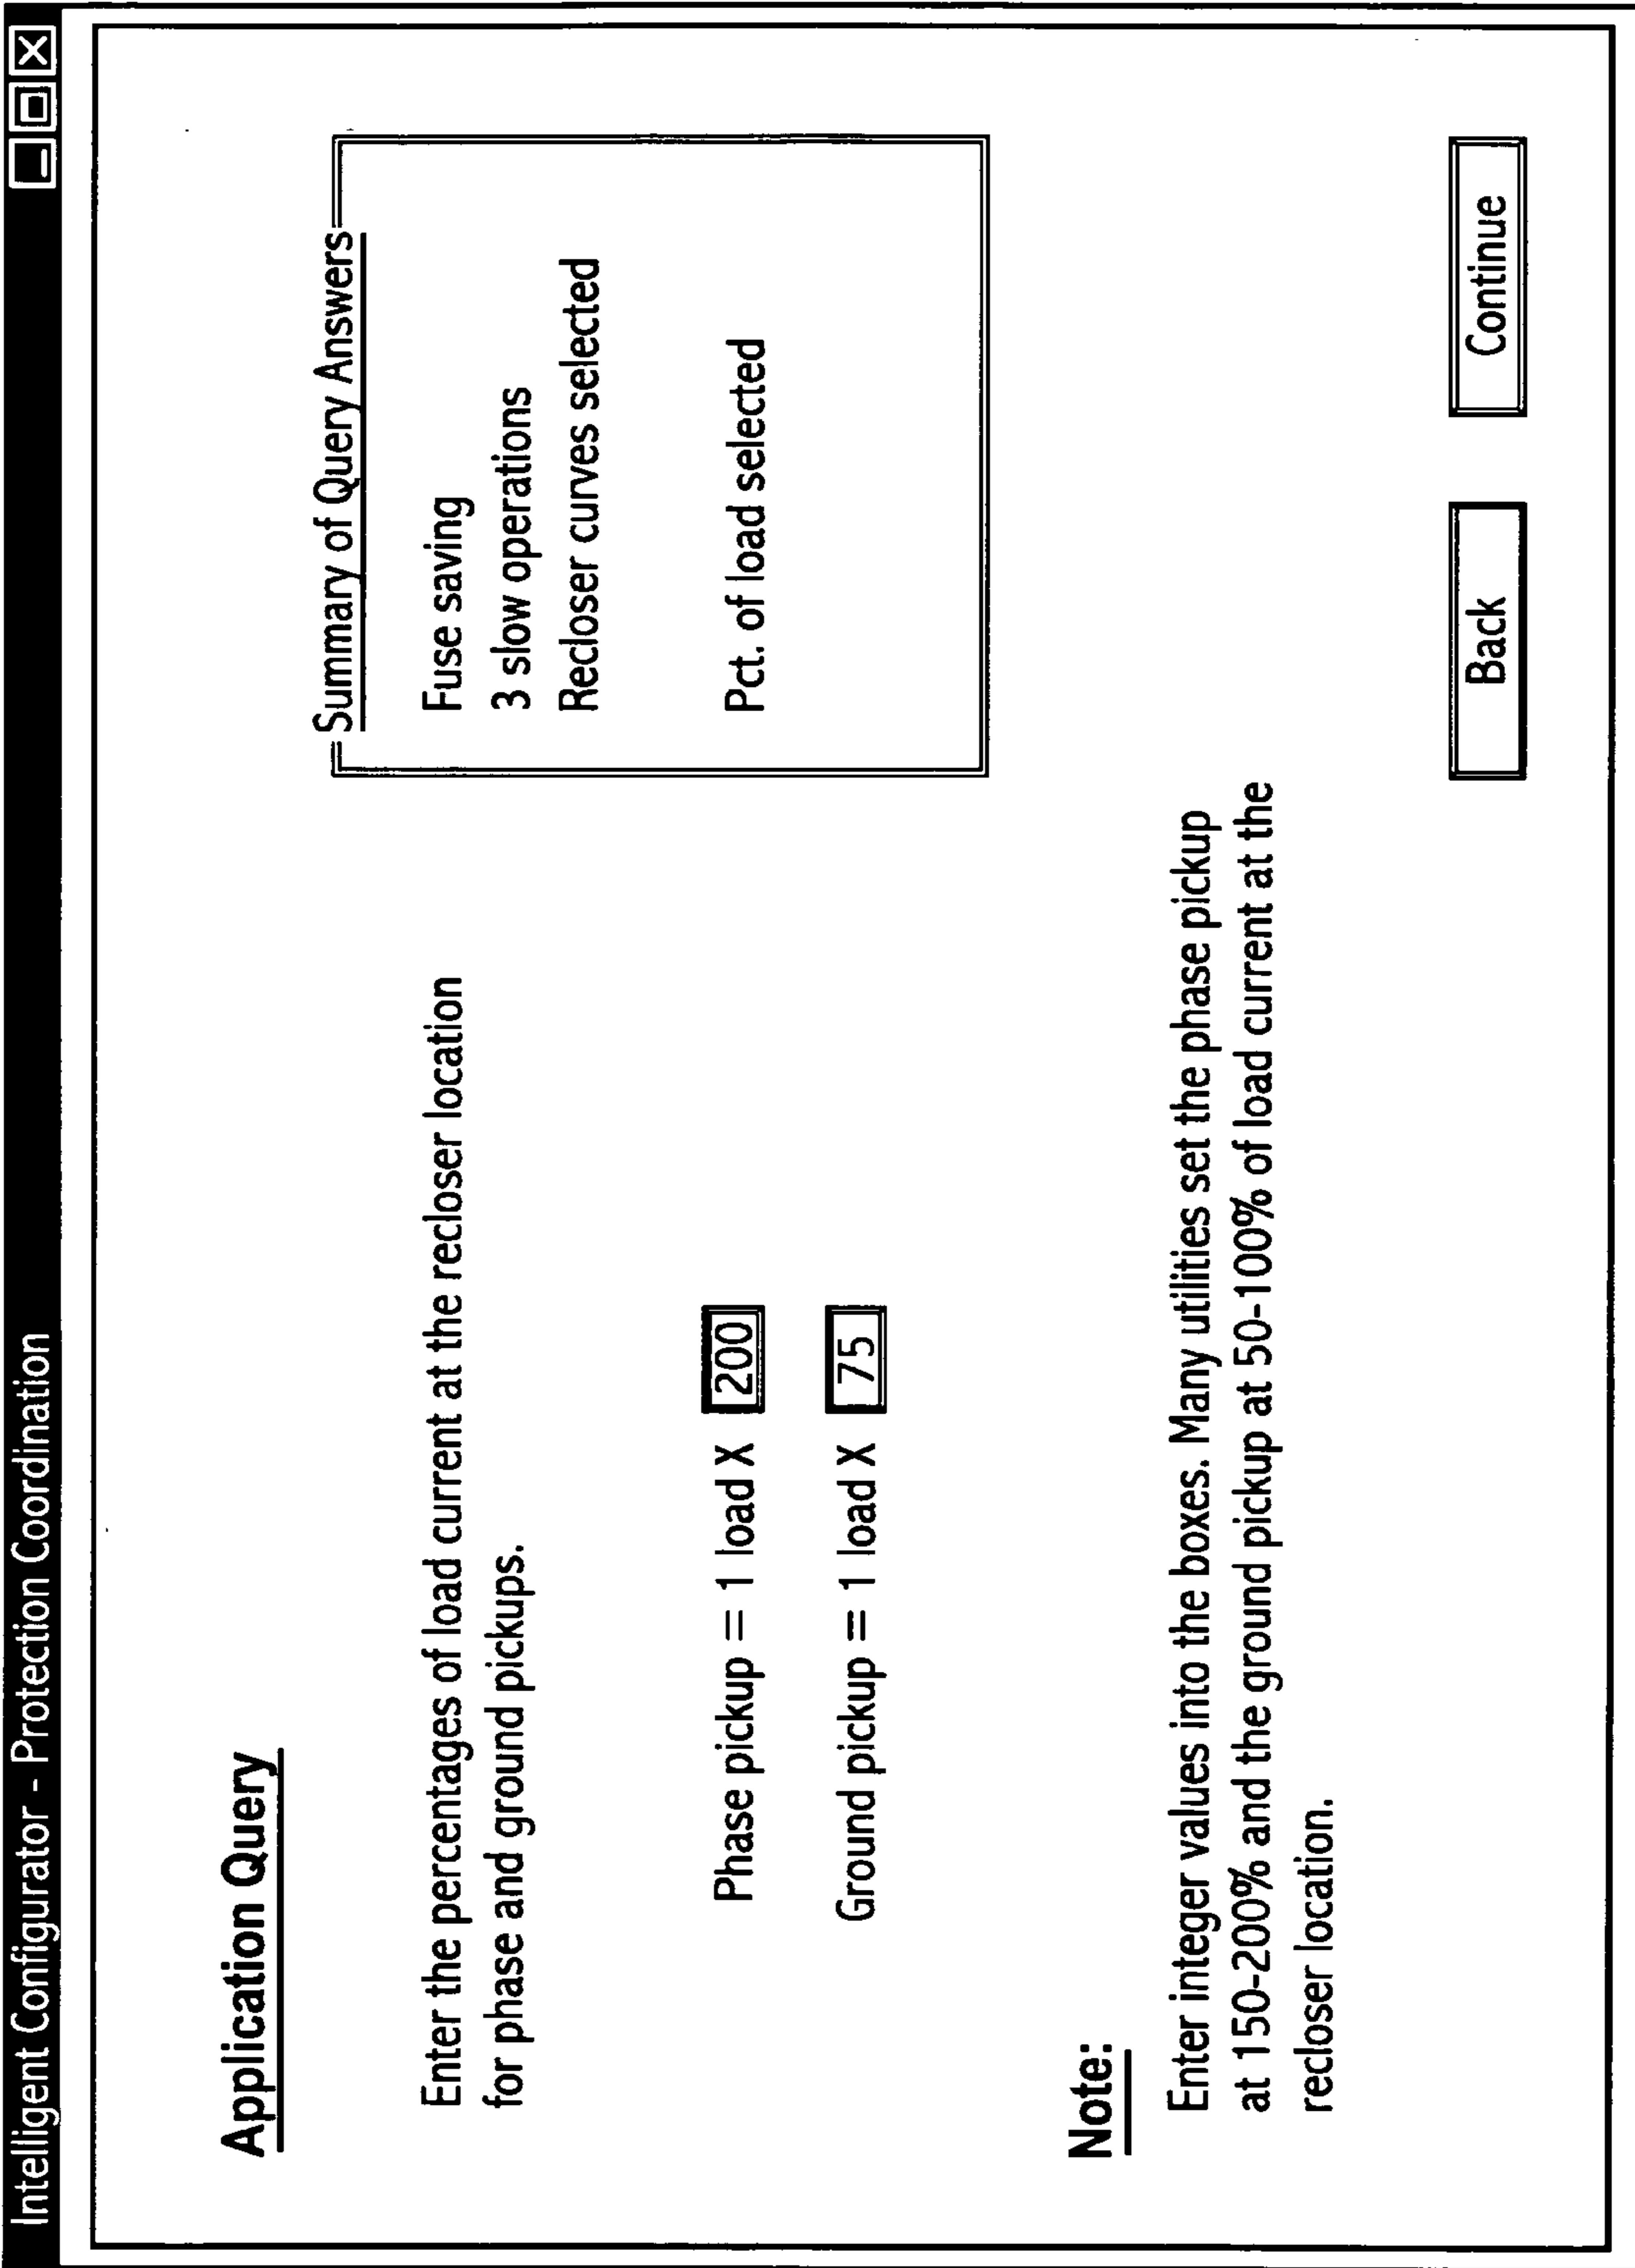 Intelligent Configurator - Protection Coordination
Application Query
Enter the percentages of load current at the recloser location
for phase and ground pickups.
Phase pickup = 1 load X 200
Ground pickup = 1 load X 75
Summary of Query Answers
Fuse saving
3 slow operations
Recloser curves selected
Pct. of load selected
Note:
Enter integer values into the boxes. Many utilities set the phase pickup
at 150-200% and the ground pickup at 50-100% of load current at the
recloser location.
Back
Continue